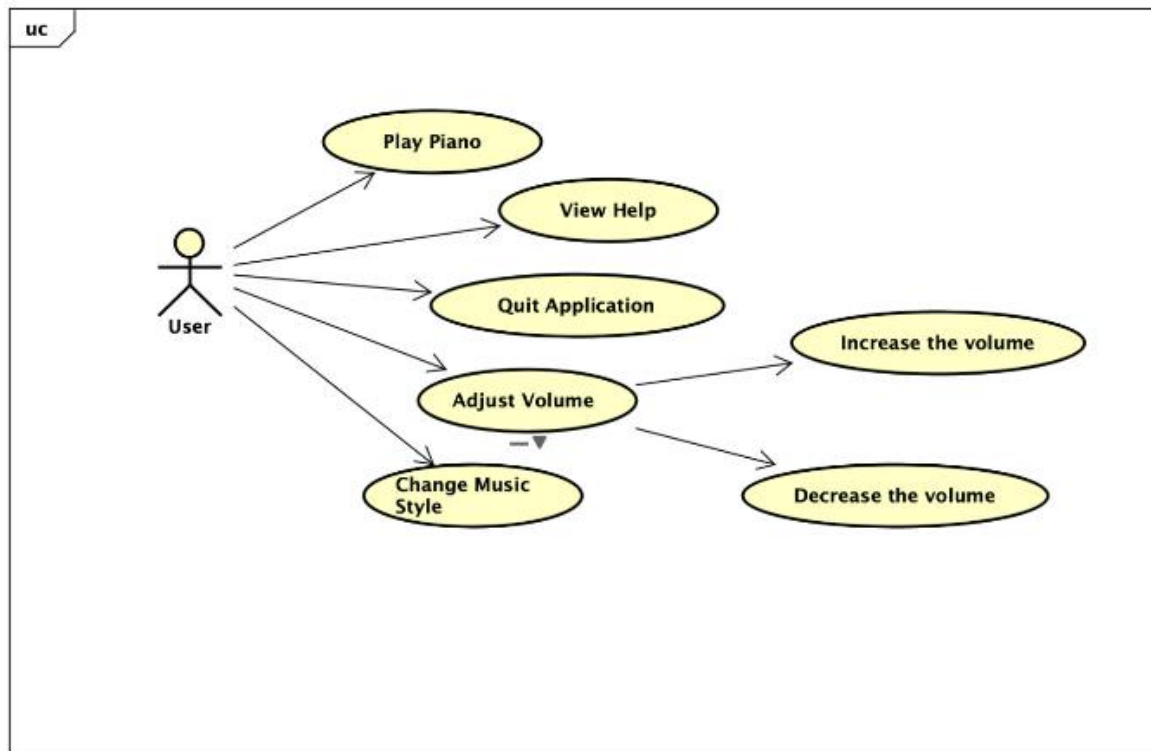 uc
Play Piano
View Help
User
Quit Application
Increase the volume
Adjust Volume
Change Music
Style
Decrease the volume